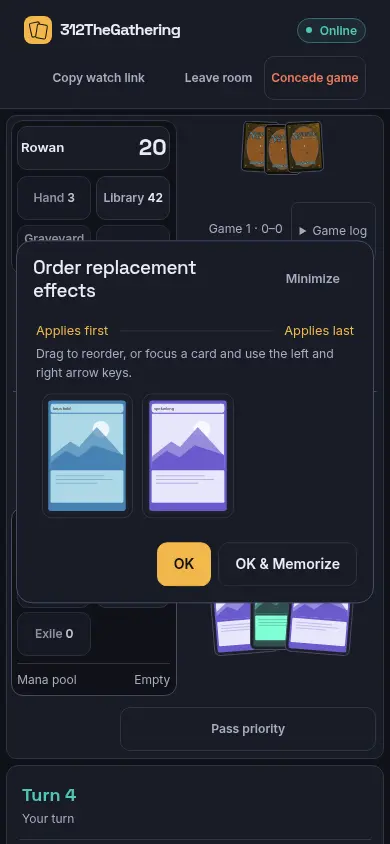 312TheGathering
Online
Copy watch link
Leave room
Concede game
Rowan 20
Hand 3
Library 42
Graveyard
Game 1 · 0–0
▶ Game log
Order replacement
effects
Minimize
Applies first
Applies last
Drag to reorder, or focus a card and use the left and
right arrow keys.
OK
OK & Memorize
Exile 0
Mana pool
Empty
Pass priority
Turn 4
Your turn